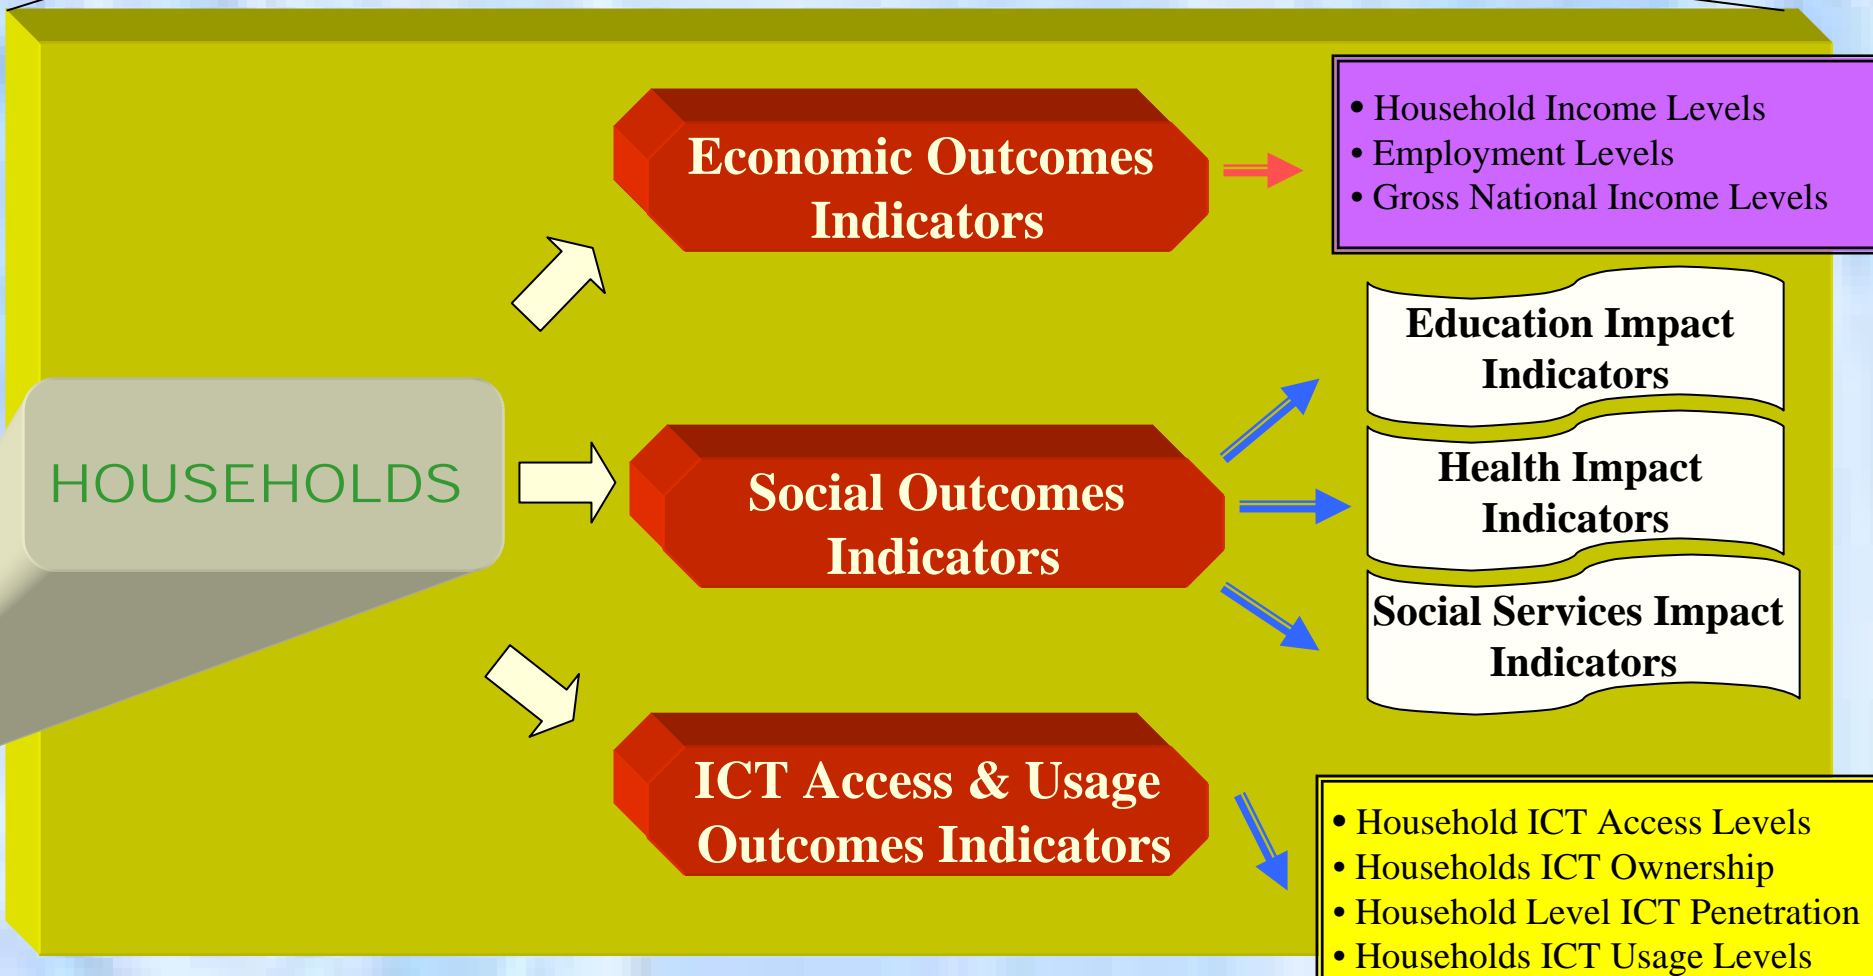 HOUSEHOLDS
Economic Outcomes
Indicators
• Household Income Levels
• Employment Levels
• Gross National Income Levels
Social Outcomes
Indicators
Education Impact
Indicators
Health Impact
Indicators
Social Services Impact
Indicators
ICT Access & Usage
Outcomes Indicators
• Household ICT Access Levels
• Households ICT Ownership
• Household Level ICT Penetration
• Households ICT Usage Levels